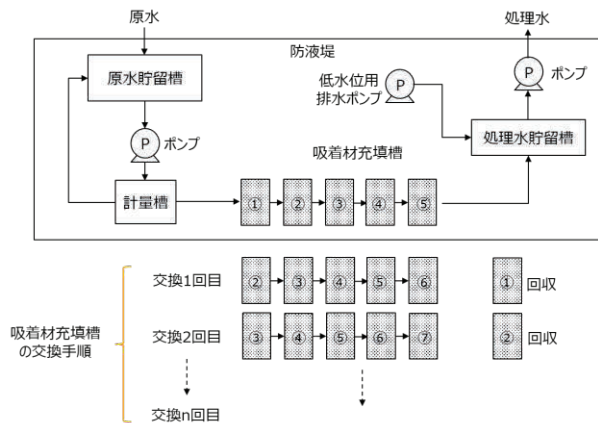 原水
処理水
防液堤
原水貯留槽
低水位用
排水ポンプ
P
P
ポンプ
P
ポンプ
処理水貯留槽
吸着材充填槽
計量槽
① ② ③ ④ ⑤
交換1回目
② ③ ④ ⑤ ⑥
① 回収
吸着材充填槽
の交換手順
交換2回目
③ ④ ⑤ ⑥ ⑦
② 回収
交換n回目